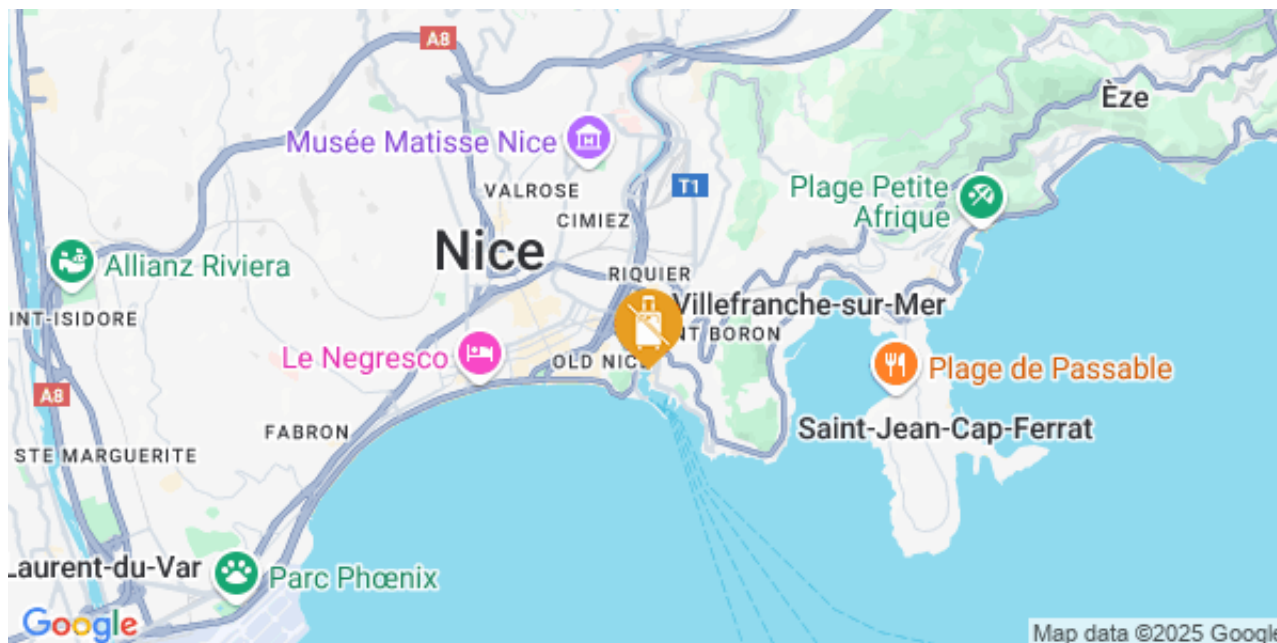 A8
Èze
Musée Matisse Nice
T1
Plage Petite
Afrique
VALROSE
CIMIEZ
Nice
Allianz Riviera
RIQUIER
INT-ISIDORE
Villefranche-sur-Mer
NT BORON
Le Negresco
OLD NICE
Plage de Passable
A8
FABRON
Saint-Jean-Cap-Ferrat
STE MARGUERITE
Laurent-du-Var
Parc Phœnix
Google
Map data ©2025 Google